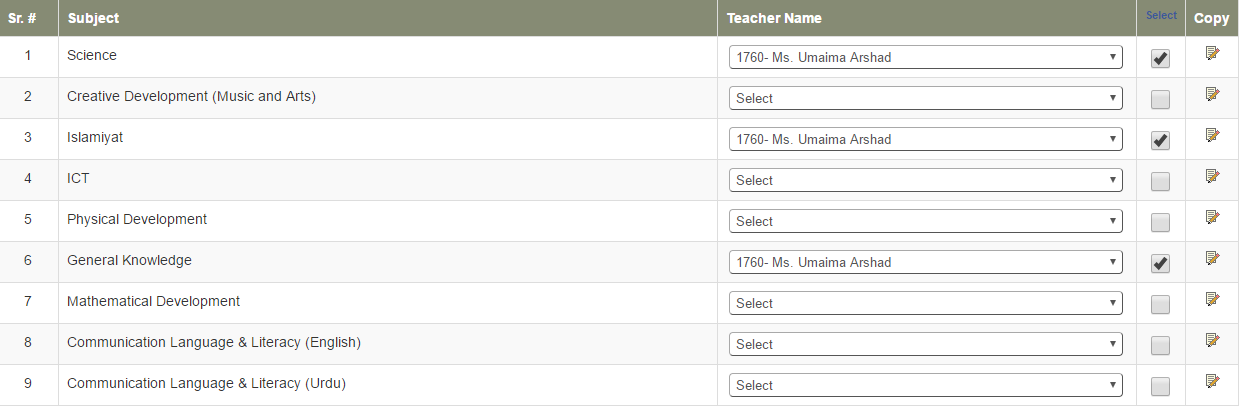 Sr. # Subject Teacher Name Select Copy
1 Science 1760- Ms. Umaima Arshad
2 Creative Development (Music and Arts) Select
3 Islamiyat 1760- Ms. Umaima Arshad
4 ICT Select
5 Physical Development Select
6 General Knowledge 1760- Ms. Umaima Arshad
7 Mathematical Development Select
8 Communication Language & Literacy (English) Select
9 Communication Language & Literacy (Urdu) Select